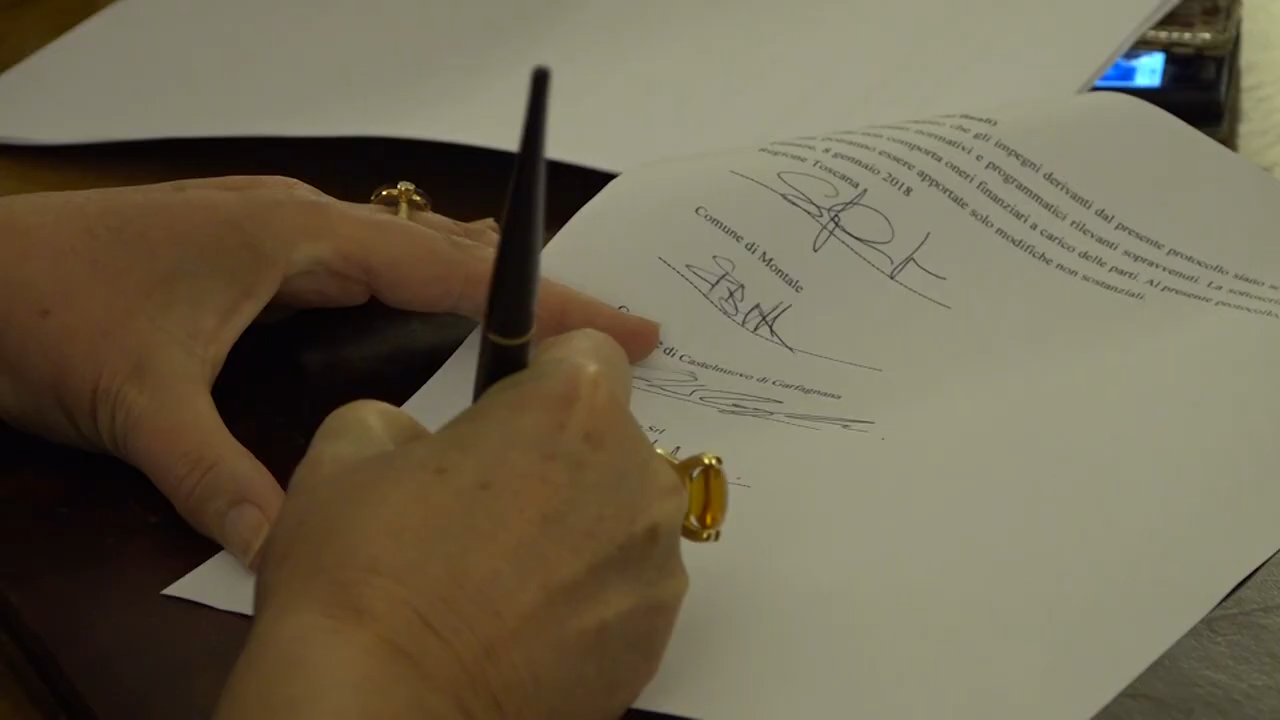 che gli impegni derivanti dal presente protocollo siano
normativi e programmatici rilevanti sopravvenuti. La
non comporta oneri finanziari a carico delle parti. Al presente protocollo
essere apportate solo modifiche non sostanziali.
8 gennaio 2018
Regione Toscana
Comune di Montale
di Castelnuovo di Garfagnana
Srl